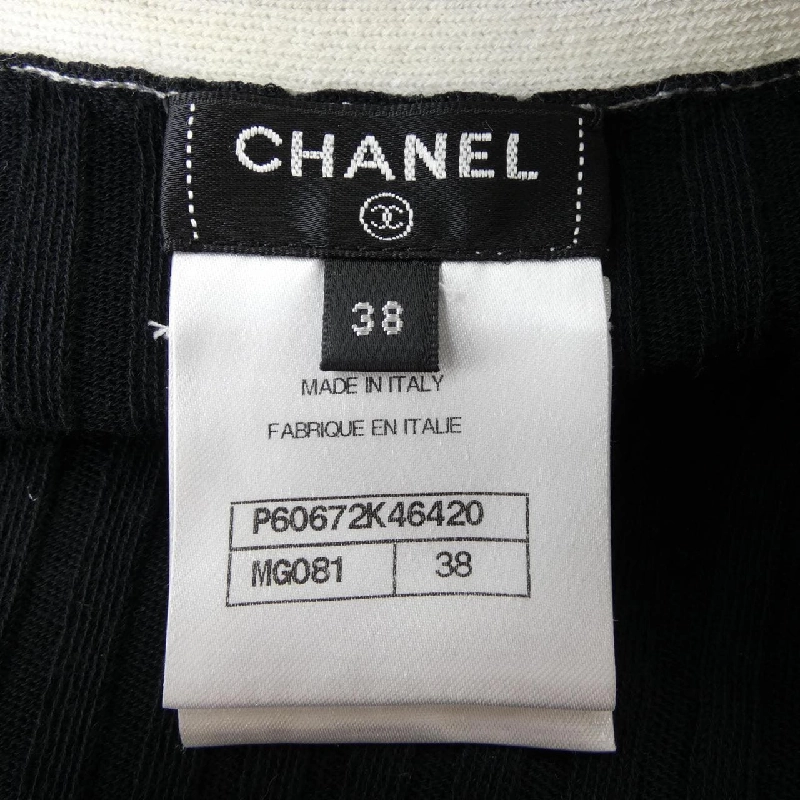 CHANEL
38
MADE IN ITALY
FABRIQUE EN ITALIE
P60672K46420
MG081 38